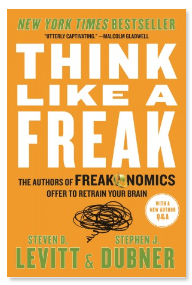 NEW YORK TIMES BESTSELLER
"UTTERLY CAPTIVATING." —MALCOLM GLADWELL
THINK
LIKE A
FREAK
THE AUTHORS OF FREAKONOMICS
OFFER TO RETRAIN YOUR BRAIN
WITH A
NEW AUTHOR
Q&A
STEVEN D. STEPHEN J.
LEVITT & DUBNER